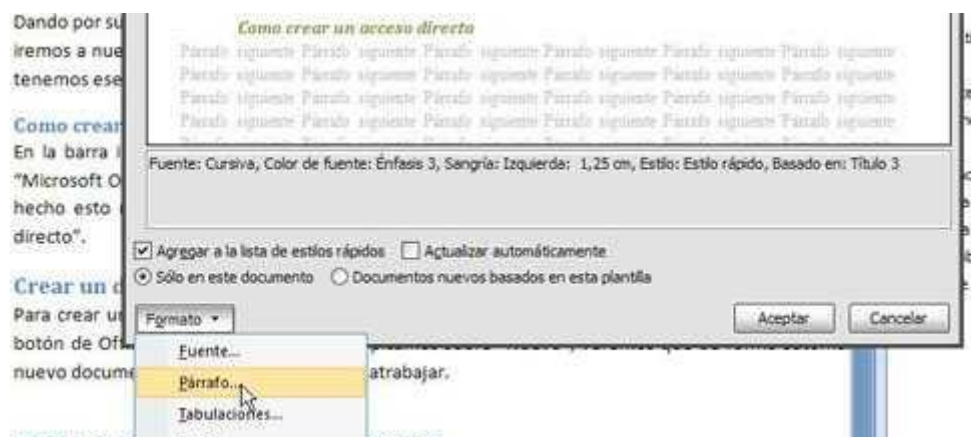 Dando por su
iremos a nue
tenemos ese
Como crear
En la barra i
"Microsoft O
hecho esto
directo".
Crear un d
Para crear un
botón de Of
nuevo docume
atrabajar.
Como crear un acceso directo
Párrafo siguiente Párrafo siguiente Párrafo siguiente Párrafo siguiente Párrafo siguiente Párrafo siguiente
Párrafo siguiente Párrafo siguiente Párrafo siguiente Párrafo siguiente Párrafo siguiente Párrafo siguiente
Párrafo siguiente Párrafo siguiente Párrafo siguiente Párrafo siguiente Párrafo siguiente Párrafo siguiente
Párrafo siguiente Párrafo siguiente Párrafo siguiente Párrafo siguiente Párrafo siguiente Párrafo siguiente
Fuente: Cursiva, Color de fuente: Énfasis 3, Sangría: Izquierda: 1,25 cm, Estilo: Estilo rápido, Basado en: Título 3
Agregar a la lista de estilos rápidos Actualizar automáticamente
Sólo en este documento Documentos nuevos basados en esta plantilla
Formato Aceptar Cancelar
Fuente...
Párrafo...
Tabulaciones...